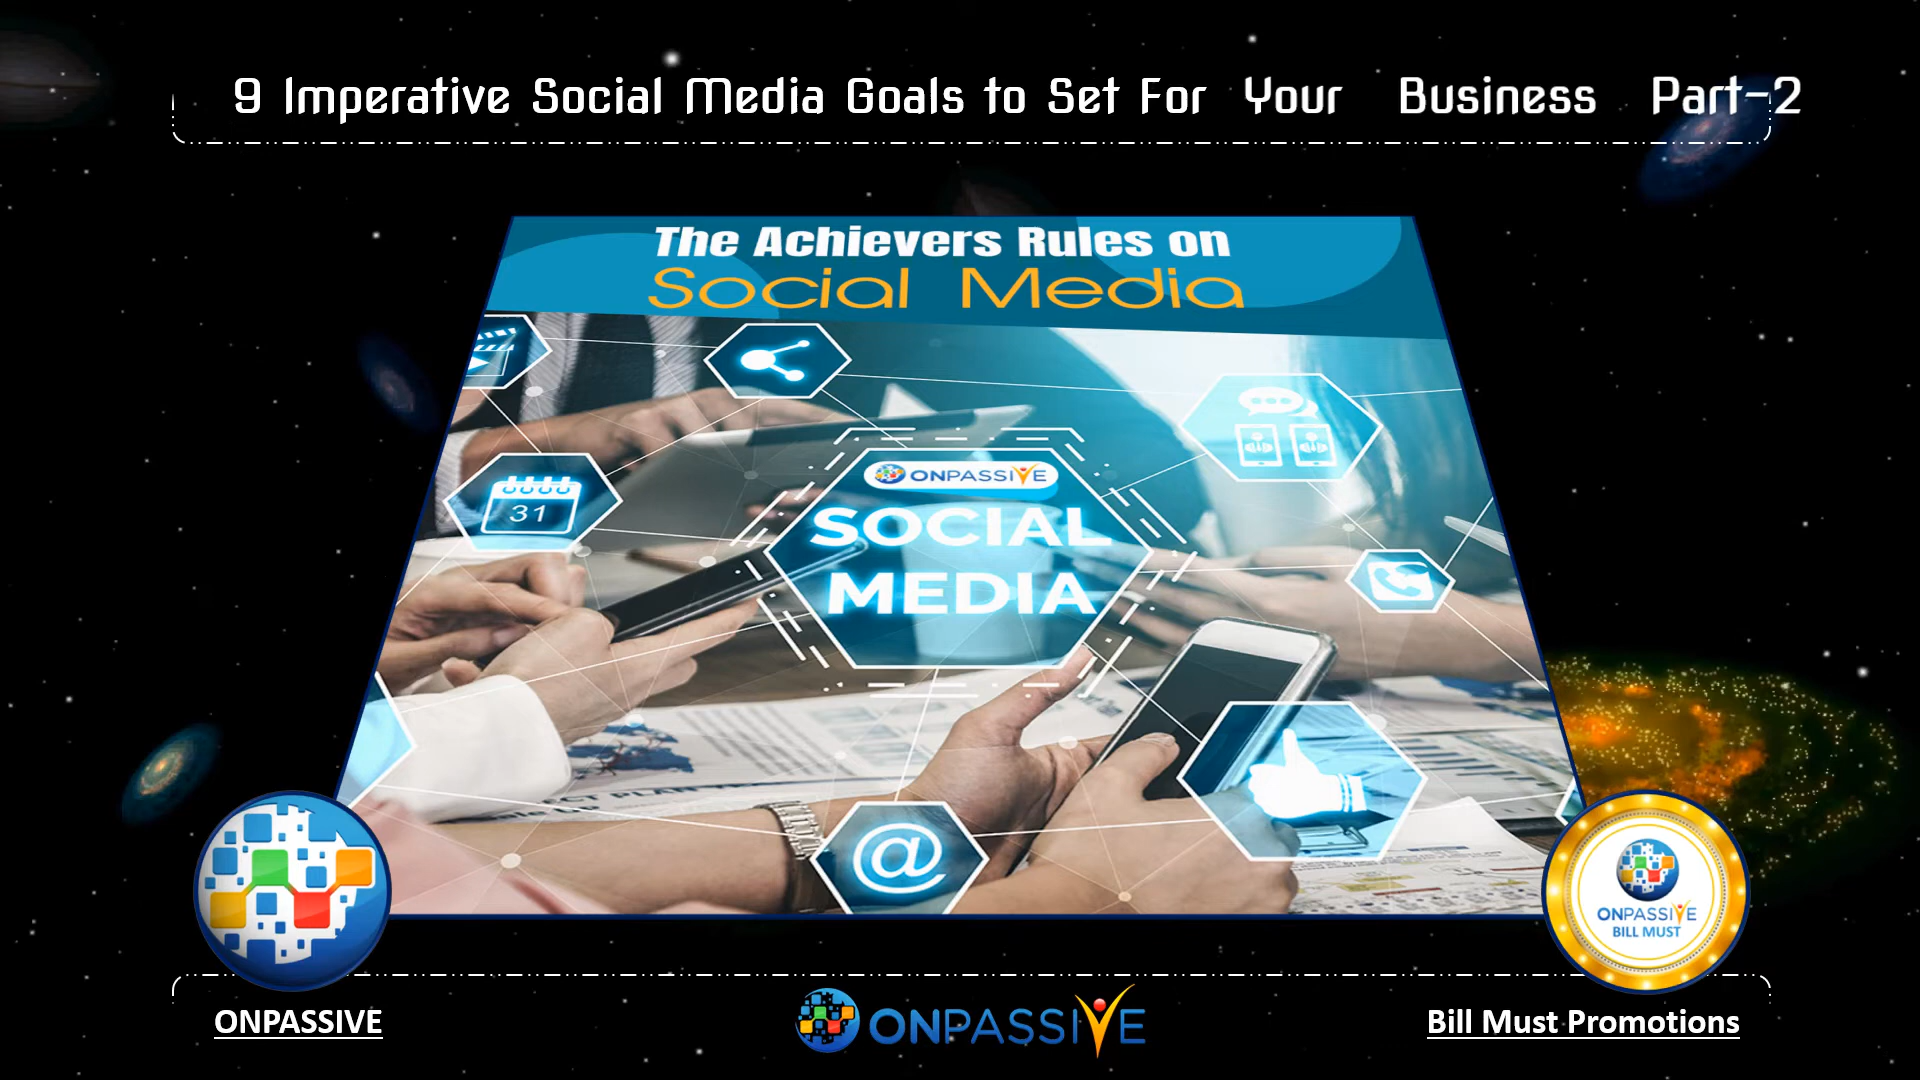 9 Imperative Social Media Goals to Set For Your Business Part-2
The Achievers Rules on
Social Media
31
ONPASSIVE
SOCIAL
MEDIA
@
ONPASSIVE
BILL MUST
ONPASSIVE
ONPASSIVE
Bill Must Promotions